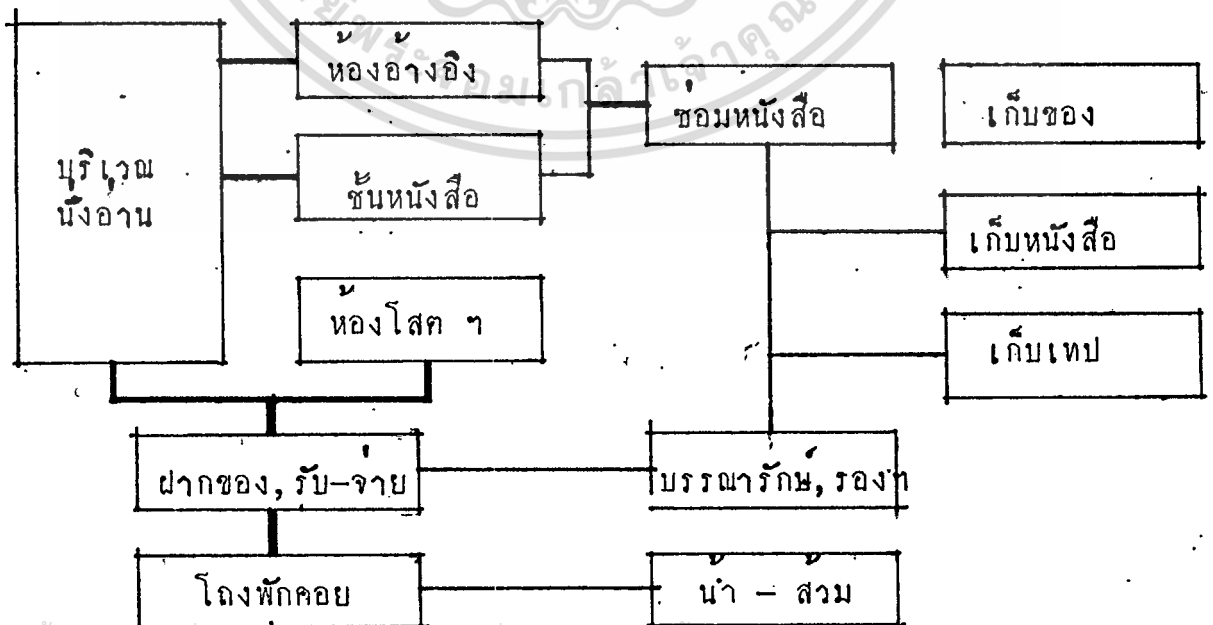 ห้องอ้างอิง
ซ่อมหนังสือ
เก็บของ
บริเวณ
นั่งอ่าน
ชั้นหนังสือ
เก็บหนังสือ
ห้องโสต ฯ
เก็บเทป
ฝากของ, รับ-จ่าย
บรรณารักษ์, รองฯ
โถงพักคอย
น้ำ - ส้วม